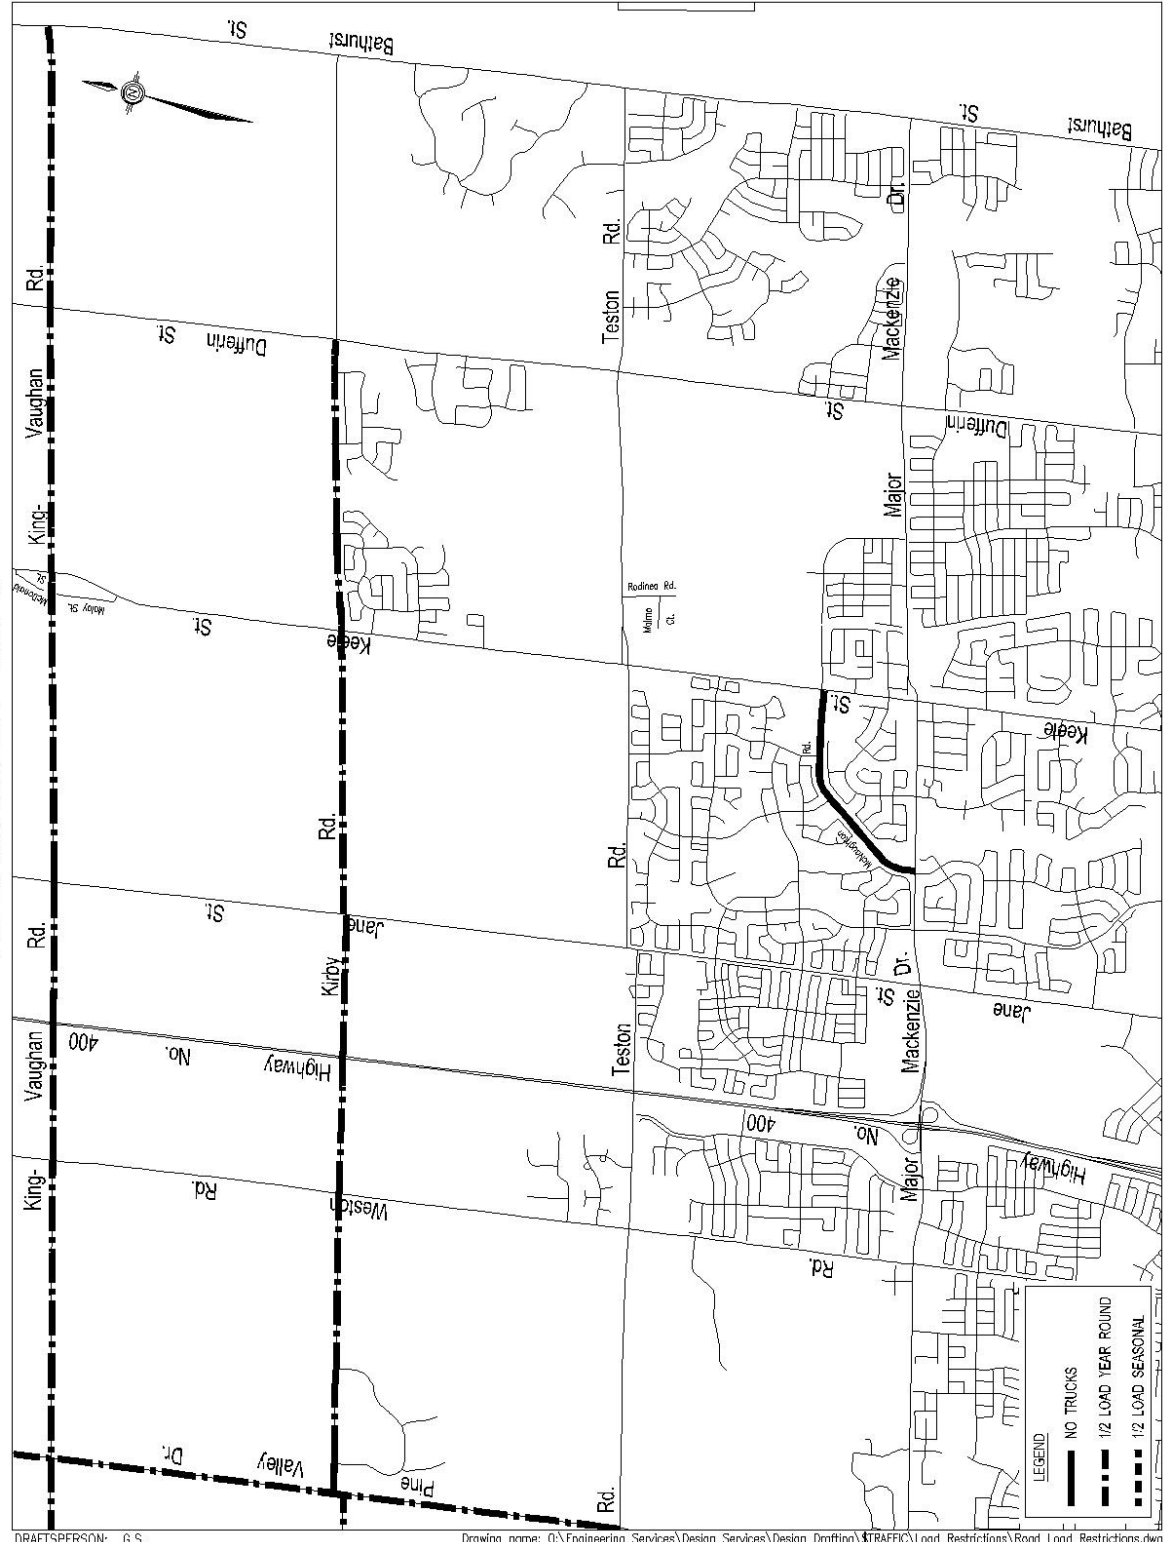 St.
Bathurst
St.
Bathurst
N
King-
Vaughan
Rd.
King-
Vaughan
Rd.
St.
Dufferin
St.
Dufferin
McDonald
St.
Maloy St.
St.
Keele
St.
Keele
Kirby
Rd.
St.
Jane
St.
Jane
400
No.
Highway
400
No.
Highway
Rd.
Weston
Rd.
Dr.
Valley
Pine
Rd.
Teston
Rd.
Teston
Rd.
Rodinea Rd.
Malmo
Ct.
McNaughton
Rd.
Major
Mackenzie
Dr.
Major
Mackenzie
Dr.
LEGEND
NO TRUCKS
1/2 LOAD YEAR ROUND
1/2 LOAD SEASONAL
DRAFTSPERSON: G.S.
Drawing name: Q:\Engineering Services\Design Services\Design Drafting\$TRAFFIC\Load Restrictions\Road Load Restrictions.dwg